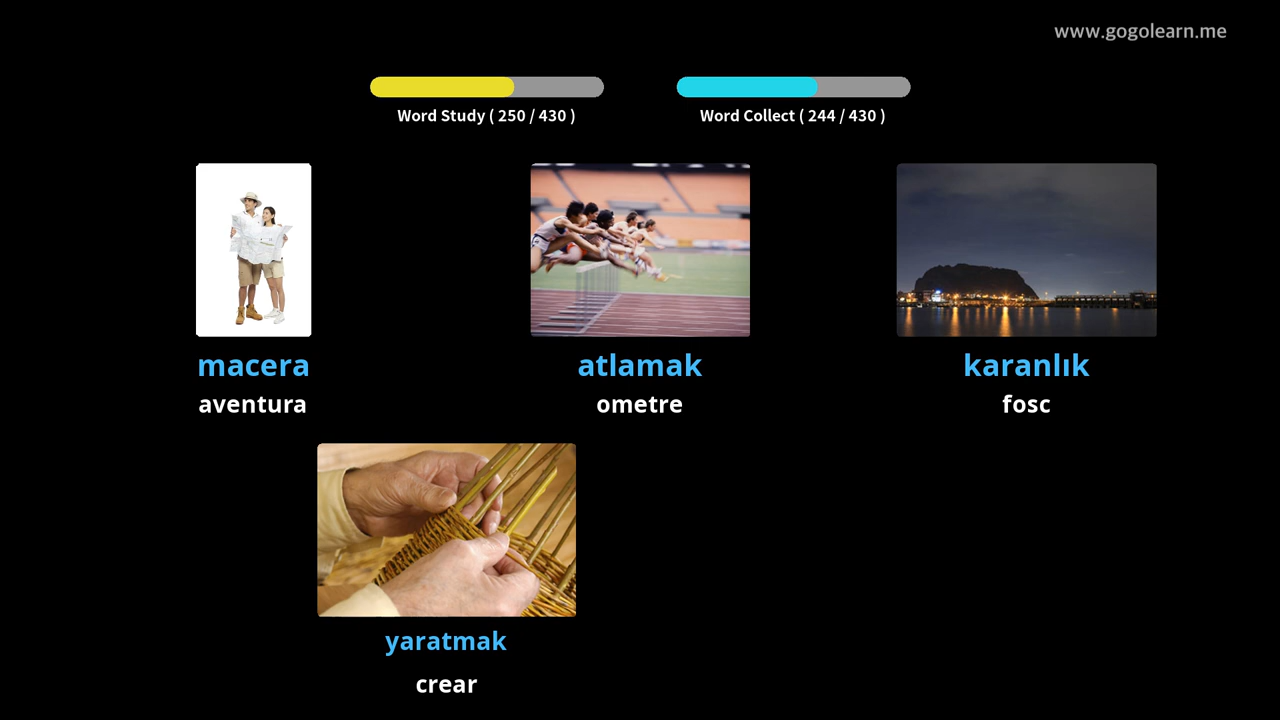 www.gogolearn.me
Word Study ( 250 / 430 )
Word Collect ( 244 / 430 )
macera
aventura
atlamak
ometre
karanlık
fosc
yaratmak
crear